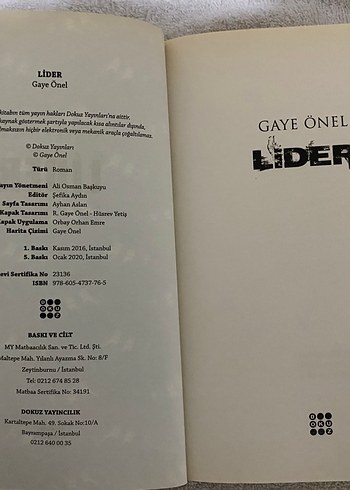 LİDER
Gaye Önel
kitabın tüm yayın hakları Dokuz Yayınları'na aittir.
kaynak göstermek şartıyla yapılacak kısa alıntılar dışında,
hiçbir elektronik veya mekanik araçla çoğaltılamaz.
© Dokuz Yayınları
© Gaye Önel
Türü Roman
Yayın Yönetmeni Ali Osman Başkuyu
Editör Şefika Aydın
Sayfa Tasarımı Ayhan Aslan
Kapak Tasarımı R. Gaye Önel - Hüsrev Yetiş
Kapak Uygulama Orbay Orhan Emre
Harita Çizimi Gaye Önel
1. Baskı Kasım 2016, İstanbul
5. Baskı Ocak 2020, İstanbul
Sertifika No 23136
ISBN 978-605-4737-76-5
DOKUZ
BASKI VE CİLT
MY Matbaacılık San. ve Tic. Ltd. Şti.
Maltepe Mah. Yılanlı Ayazma Sk. No: 8/F
Zeytinburnu / İstanbul
Tel: 0212 674 85 28
Matbaa Sertifika No: 34191
DOKUZ YAYINCILIK
Kartaltepe Mah. 49. Sokak No:10/A
Bayrampaşa / İstanbul
0212 640 00 35
GAYE ÖNEL
LİDER
DOKUZ